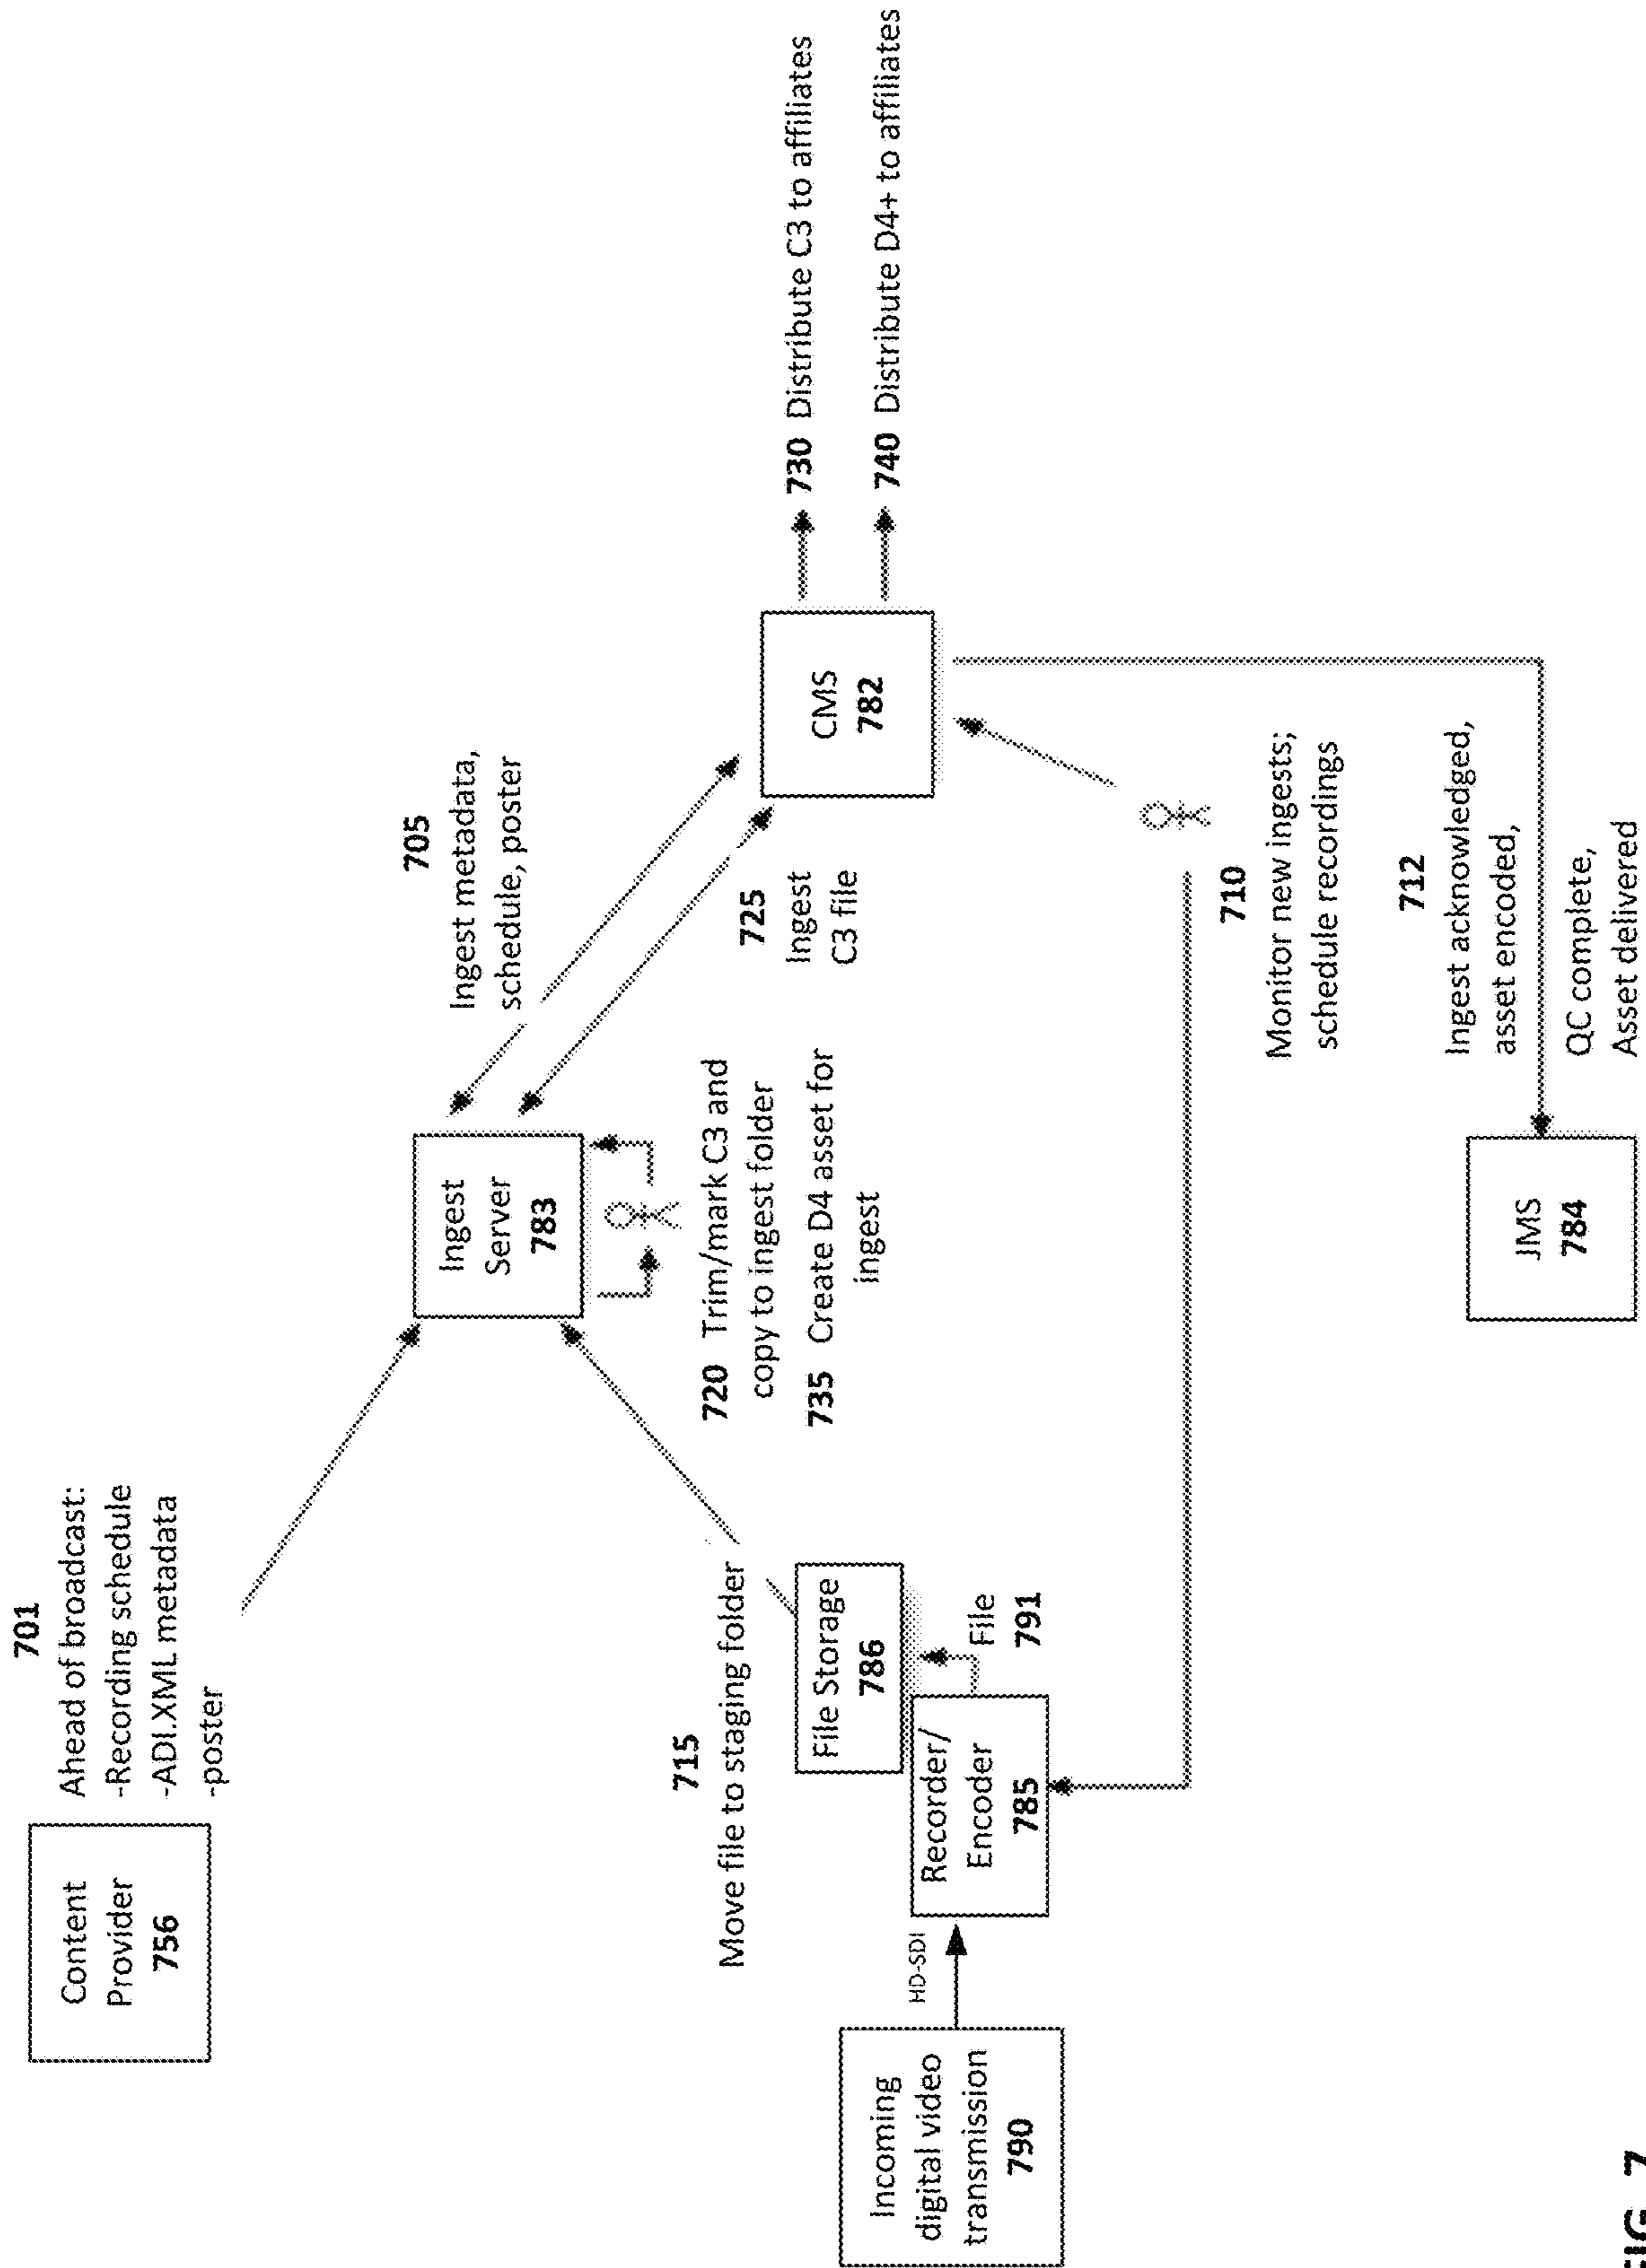 701
Ahead of broadcast:
-Recording schedule
-ADI.XML metadata
-poster
Content
Provider
756
705
Ingest metadata,
schedule, poster
Ingest
Server
783
725
Ingest
C3 file
720 Trim/mark C3 and
copy to ingest folder
735 Create D4 asset for
ingest
CMS
782
730 Distribute C3 to affiliates
740 Distribute D4+ to affiliates
715
Move file to staging folder
File Storage
786
File
791
Recorder/
Encoder
785
HD-SDI
Incoming
digital video
transmission
790
710
Monitor new ingests;
schedule recordings
712
Ingest acknowledged,
asset encoded,
QC complete,
Asset delivered
JMS
784
FIG. 7